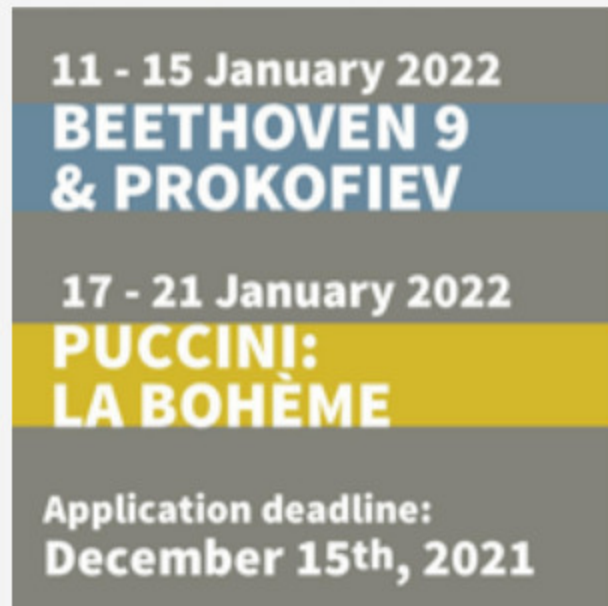 11 - 15 January 2022
BEETHOVEN 9
& PROKOFIEV
17 - 21 January 2022
PUCCINI:
LA BOHÈME
Application deadline:
December 15th, 2021